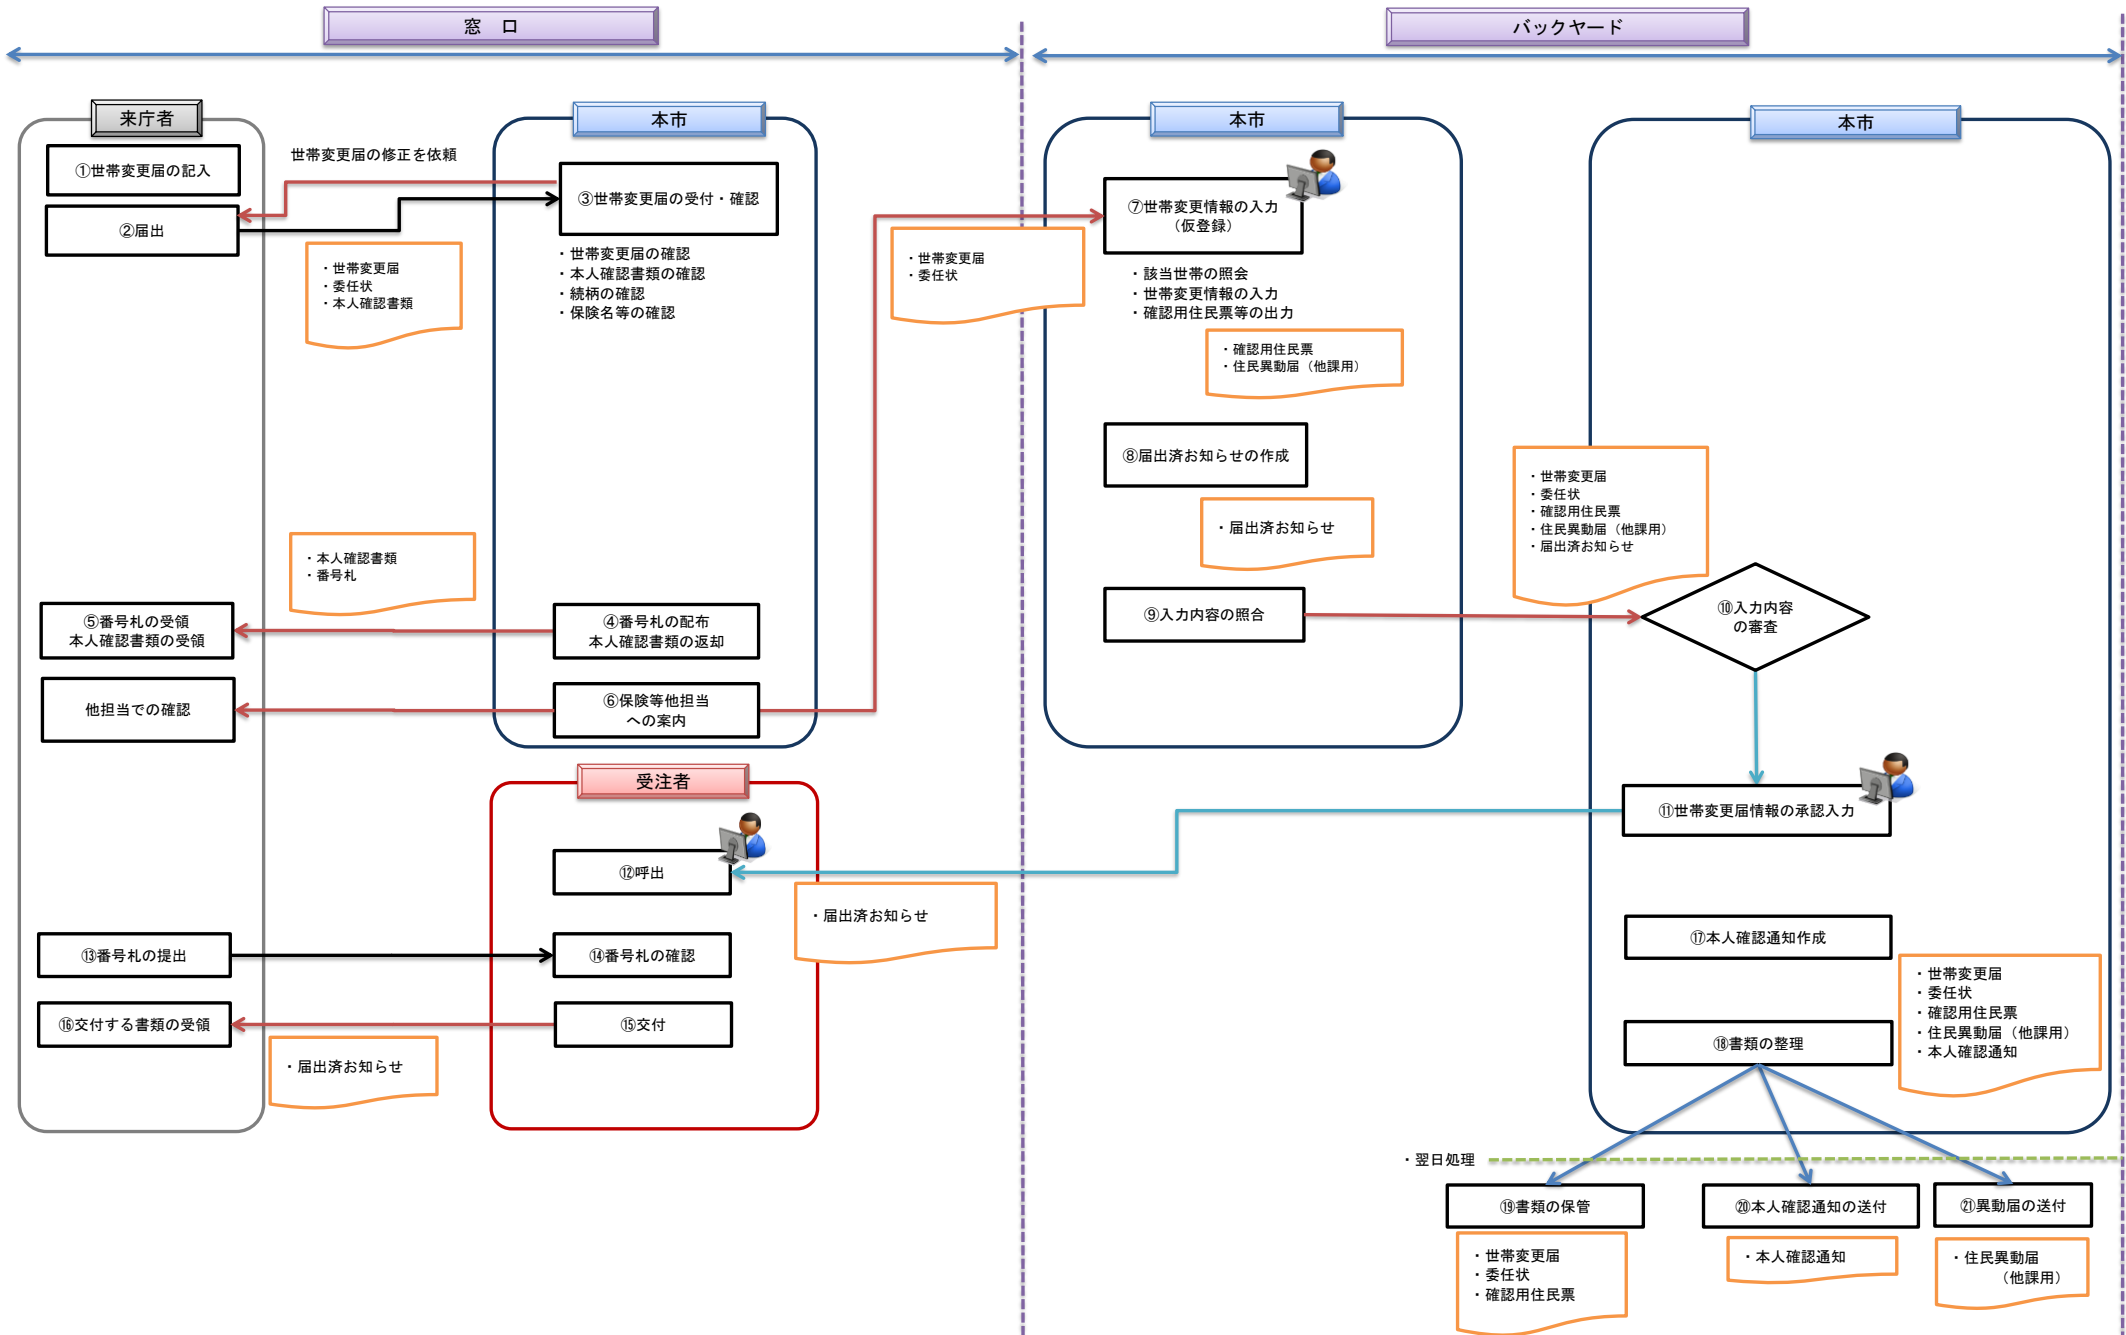 窓　口
バックヤード
来庁者
本市
本市
本市
①世帯変更届の記入
世帯変更届の修正を依頼
②届出
③世帯変更届の受付・確認
・世帯変更届
・委任状
・本人確認書類
・世帯変更届の確認
・本人確認書類の確認
・続柄の確認
・保険名等の確認
・世帯変更届
・委任状
⑦世帯変更情報の入力
（仮登録）
・該当世帯の照会
・世帯変更情報の入力
・確認用住民票等の出力
・確認用住民票
・住民異動届（他課用）
⑧届出済お知らせの作成
・届出済お知らせ
・世帯変更届
・委任状
・確認用住民票
・住民異動届（他課用）
・届出済お知らせ
・本人確認書類
・番号札
⑤番号札の受領
本人確認書類の受領
④番号札の配布
本人確認書類の返却
⑨入力内容の照合
⑩入力内容
の審査
他担当での確認
⑥保険等他担当
への案内
受注者
⑪世帯変更届情報の承認入力
⑫呼出
・届出済お知らせ
⑬番号札の提出
⑭番号札の確認
⑰本人確認通知作成
・世帯変更届
・委任状
・確認用住民票
・住民異動届（他課用）
・本人確認通知
⑯交付する書類の受領
⑮交付
⑱書類の整理
・届出済お知らせ
・翌日処理
⑲書類の保管
⑳本人確認通知の送付
㉑異動届の送付
・世帯変更届
・委任状
・確認用住民票
・本人確認通知
・住民異動届
（他課用）